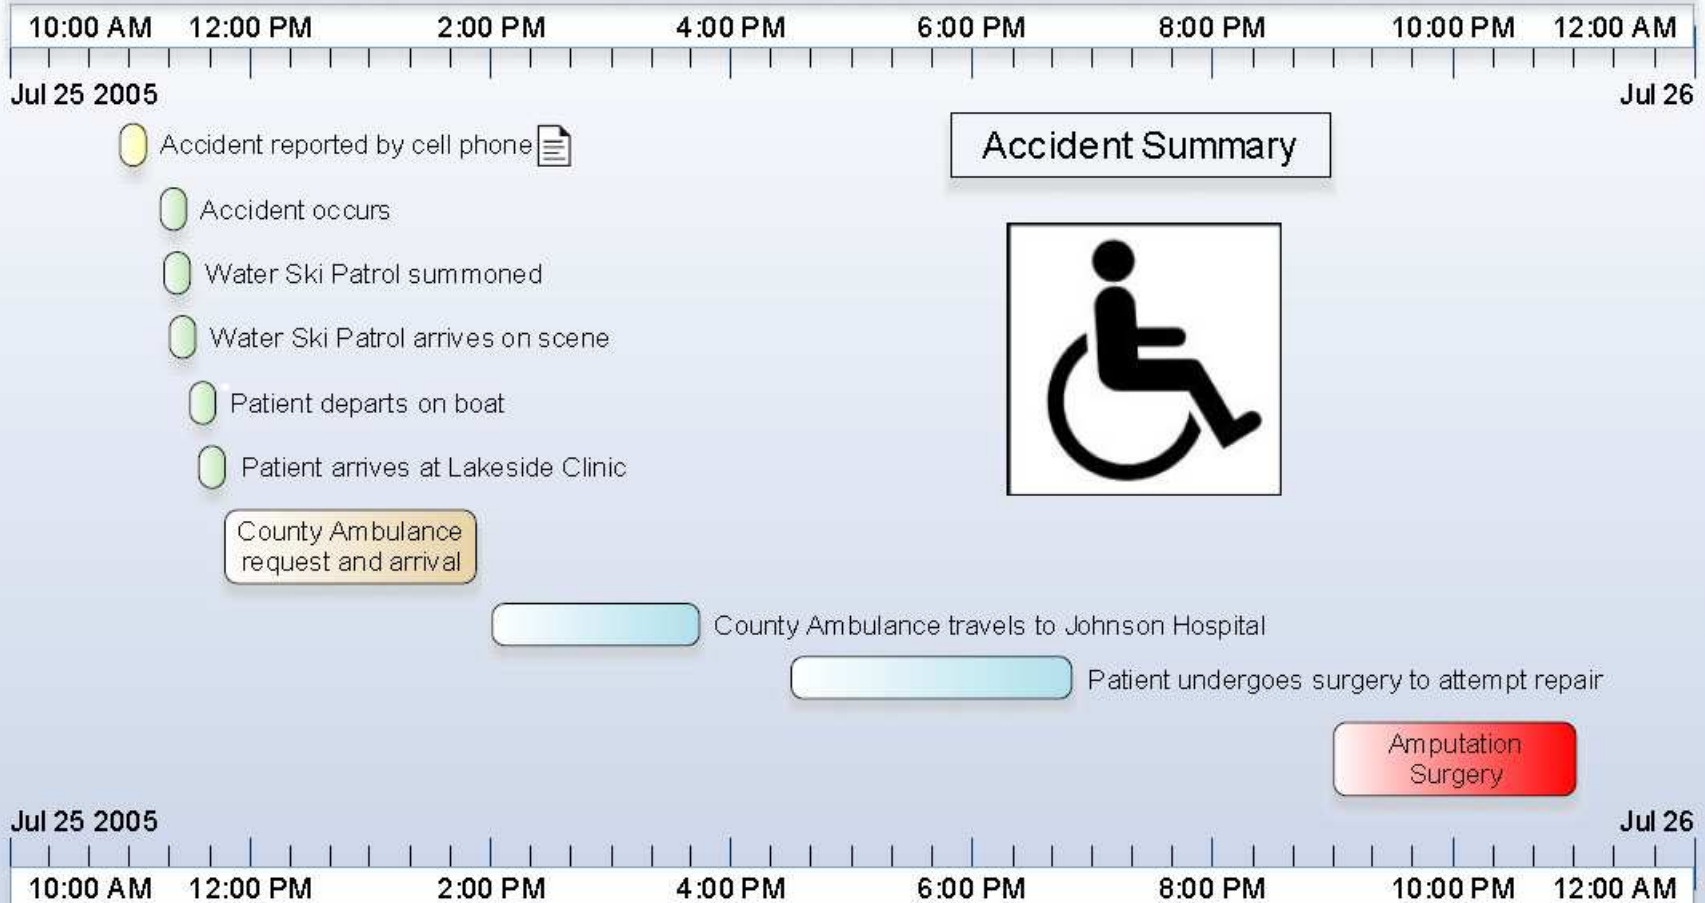 10:00 AM 12:00 PM 2:00 PM 4:00 PM 6:00 PM 8:00 PM 10:00 PM 12:00 AM
Jul 25 2005 Jul 26
Accident reported by cell phone
Accident Summary
Accident occurs
Water Ski Patrol summoned
Water Ski Patrol arrives on scene
Patient departs on boat
Patient arrives at Lakeside Clinic
County Ambulance
request and arrival
County Ambulance travels to Johnson Hospital
Patient undergoes surgery to attempt repair
Amputation
Surgery
Jul 25 2005 Jul 26
10:00 AM 12:00 PM 2:00 PM 4:00 PM 6:00 PM 8:00 PM 10:00 PM 12:00 AM